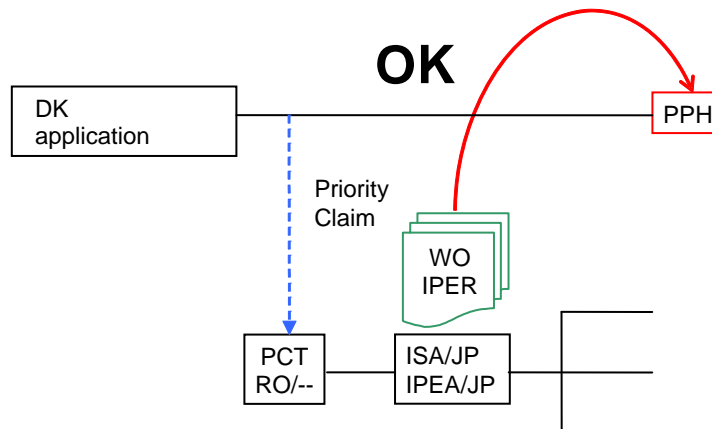 OK
DK
application
PPH
Priority
Claim
WO
IPER
PCT
RO/--
ISA/JP
IPEA/JP